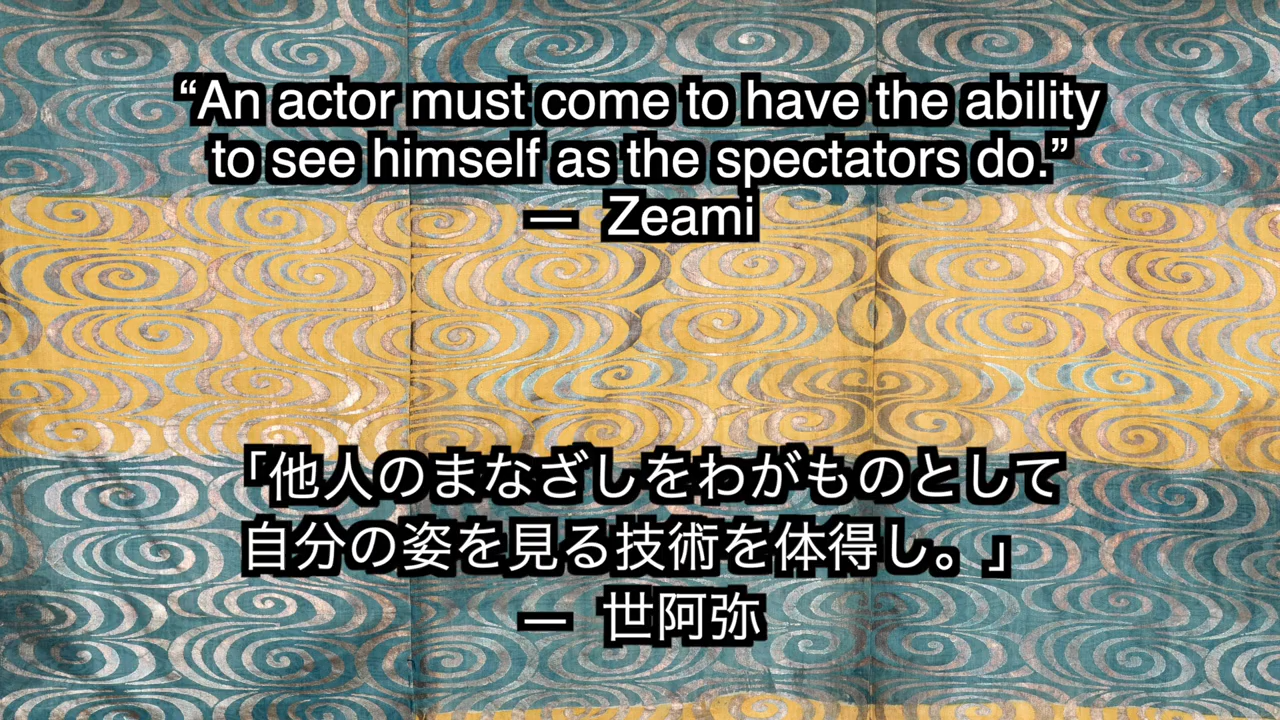 “An actor must come to have the ability
to see himself as the spectators do.”
— Zeami
「他人のまなざしをわがものとして
自分の姿を見る技術を体得し。」
— 世阿弥